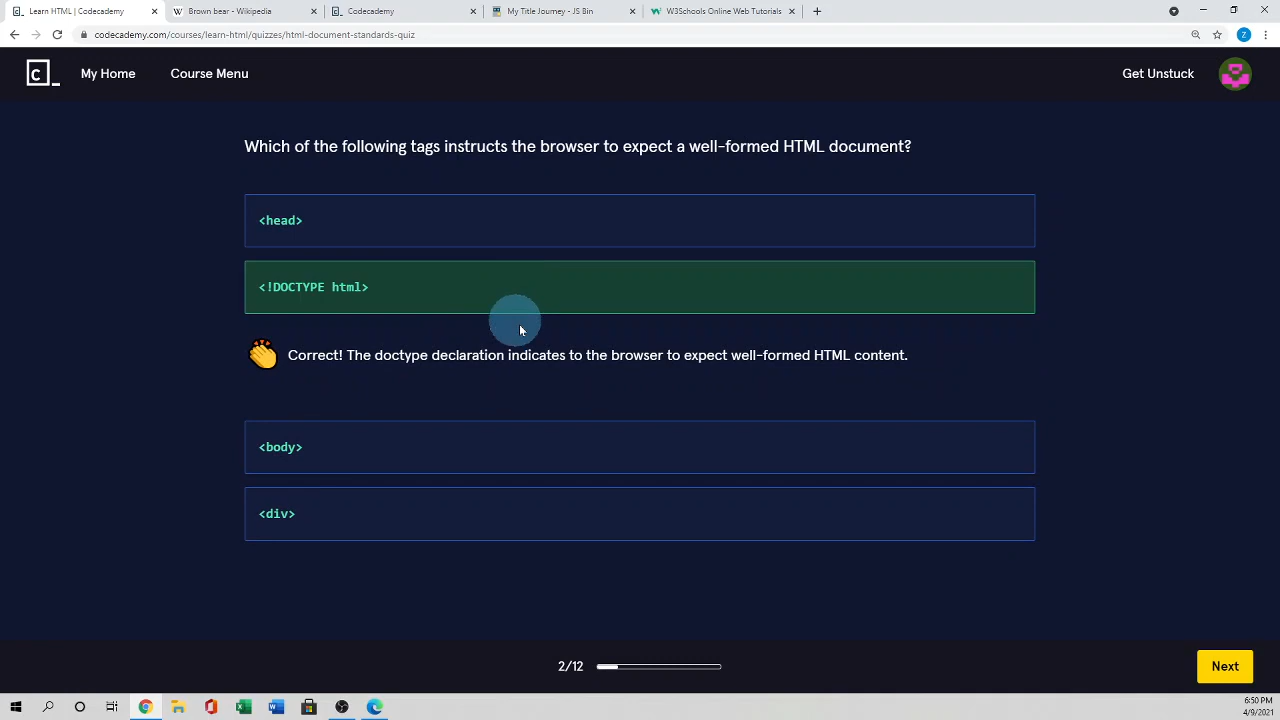 Learn HTML | Codecademy
Brown bear - Wikipedia
Codecademy
My Title Journey - JS Bin
W3Schools Online Web Tutorials
codecademy.com/courses/learn-html/quizzes/html-document-standards-quiz
Z
C_
My Home
Course Menu
Get Unstuck
Which of the following tags instructs the browser to expect a well-formed HTML document?
<head>
<!DOCTYPE html>
Correct! The doctype declaration indicates to the browser to expect well-formed HTML content.
<body>
<div>
2/12
Next
6:50 PM
4/9/2021